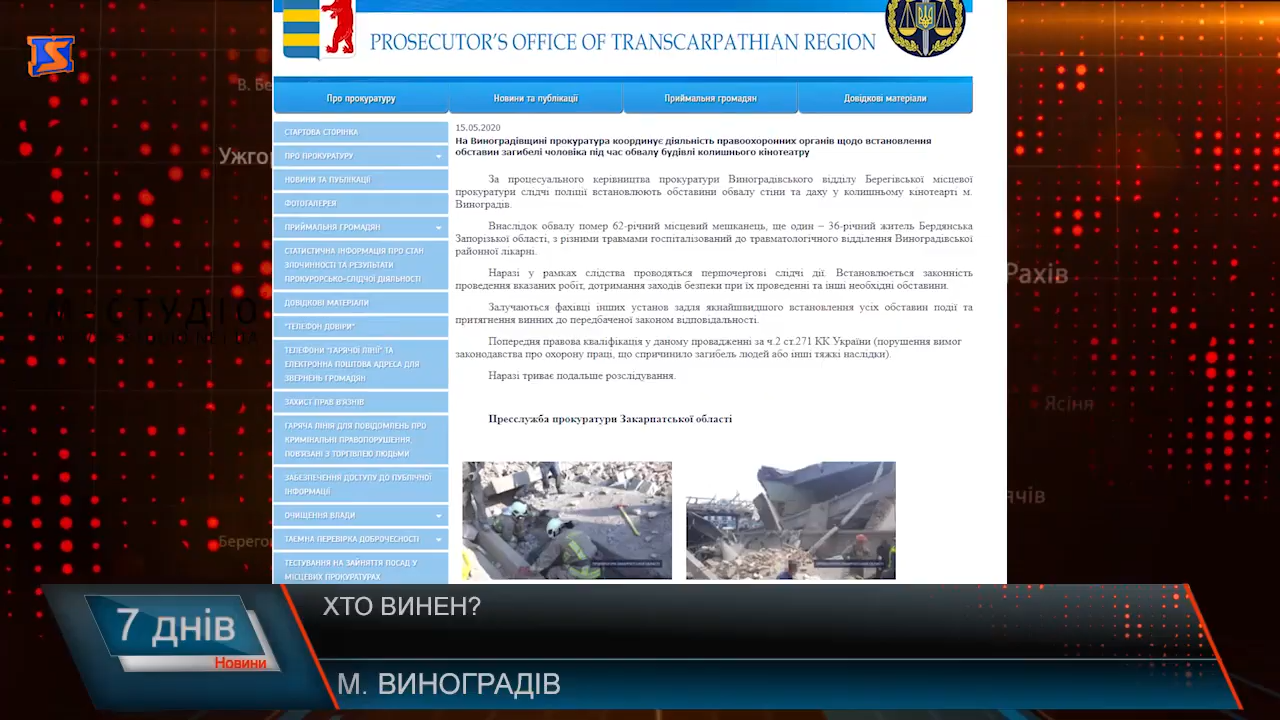 PROSECUTOR'S OFFICE OF TRANSCARPATHIAN REGION
Про прокуратуру
Новини та публікації
Приймальня громадян
Довідкові матеріали
СТАРТОВА СТОРІНКА
ПРО ПРОКУРАТУРУ
НОВИНИ ТА ПУБЛІКАЦІЇ
ФОТОГАЛЕРЕЯ
ПРИЙМАЛЬНЯ ГРОМАДЯН
СТАТИСТИЧНА ІНФОРМАЦІЯ ПРО СТАН
ЗЛОЧИННОСТІ ТА РЕЗУЛЬТАТИ
ПРОКУРОРСЬКО-СЛІДЧОЇ ДІЯЛЬНОСТІ
ДОВІДКОВІ МАТЕРІАЛИ
"ТЕЛЕФОН ДОВІРИ"
ТЕЛЕФОНИ "ГАРЯЧОЇ ЛІНІЇ" ТА
ЕЛЕКТРОННА ПОШТОВА АДРЕСА ДЛЯ
ЗВЕРНЕНЬ ГРОМАДЯН
ЗАХИСТ ПРАВ В'ЯЗНІВ
ГАРЯЧА ЛІНІЯ ДЛЯ ПОВІДОМЛЕНЬ ПРО
КРИМІНАЛЬНІ ПРАВОПОРУШЕННЯ,
ПОВ'ЯЗАНІ З ТОРГІВЛЕЮ ЛЮДЬМИ
ЗАБЕЗПЕЧЕННЯ ДОСТУПУ ДО ПУБЛІЧНОЇ
ІНФОРМАЦІЇ
ОЧИЩЕННЯ ВЛАДИ
ТАЄМНА ПЕРЕВІРКА ДОБРОЧЕСНОСТІ
ТЕСТУВАННЯ НА ЗАЙНЯТТЯ ПОСАД У
МІСЦЕВИХ ПРОКУРАТУРАХ
15.05.2020
На Виноградівщині прокуратура координує діяльність правоохоронних органів щодо встановлення
обставин загибелі чоловіка під час обвалу будівлі колишнього кінотеатру
За процесуального керівництва прокуратури Виноградівського відділу Берегівської місцевої
прокуратури слідчі поліції встановлюють обставини обвалу стіни та даху у колишньому кінотеарті м.
Виноградів.
Внаслідок обвалу помер 62-річний місцевий мешканець, ще один – 36-річний житель Бердянська
Запорізької області, з різними травмами госпіталізований до травматологічного відділення Виноградівської
районної лікарні.
Наразі у рамках слідства проводяться першочергові слідчі дії. Встановлюється законність
проведення вказаних робіт, дотримання заходів безпеки при їх проведенні та інші необхідні обставини.
Залучаються фахівці інших установ задля якнайшвидшого встановлення усіх обставин події та
притягнення винних до передбаченої законом відповідальності.
Попередня правова кваліфікація у даному провадженні за ч.2 ст.271 КК України (порушення вимог
законодавства про охорону праці, що спричинило загибель людей або інші тяжкі наслідки).
Наразі триває подальше розслідування.
Пресслужба прокуратури Закарпатської області
Ужгор
Рахів
Ясіня
Берего
М-СТУДІО
7 днів
Новини
ХТО ВИНЕН?
М. ВИНОГРАДІВ